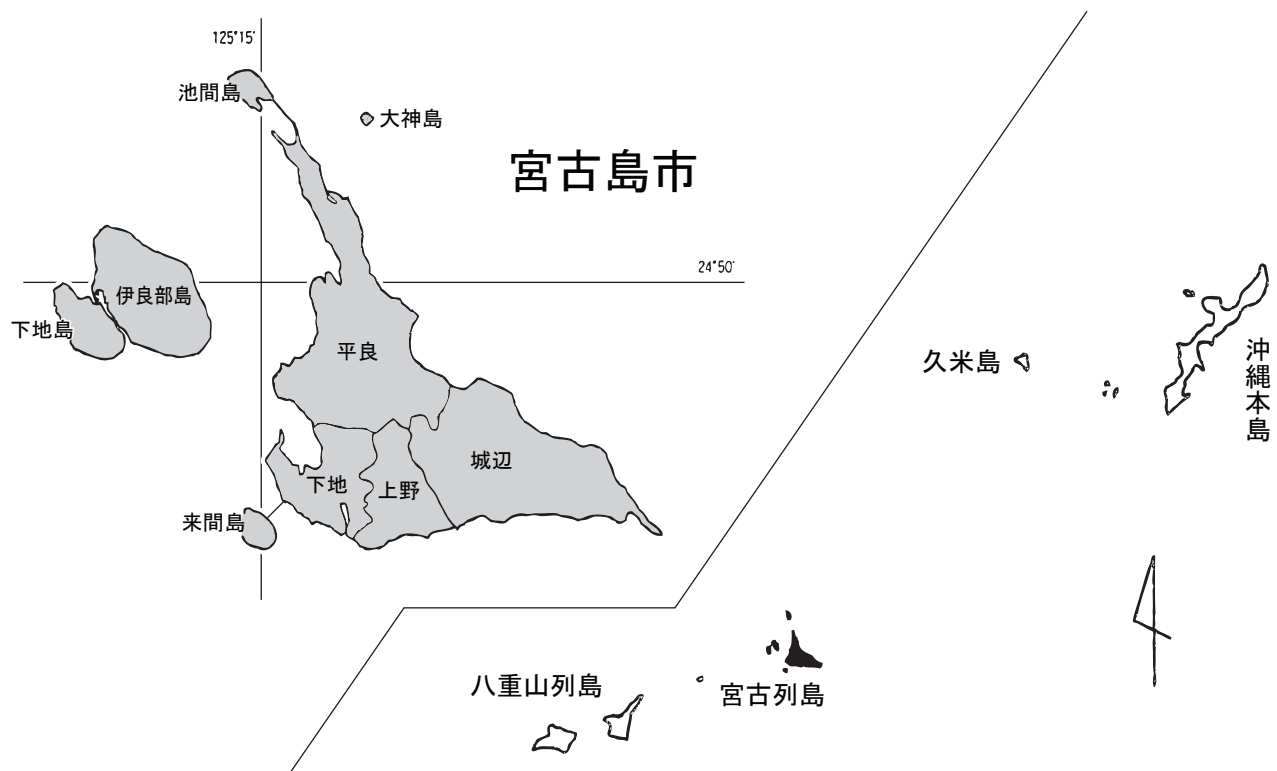 125°15′
池間島
大神島
宮古島市
24°50′
伊良部島
下地島
平良
久米島
沖縄本島
城辺
下地
上野
来間島
八重山列島
宮古列島